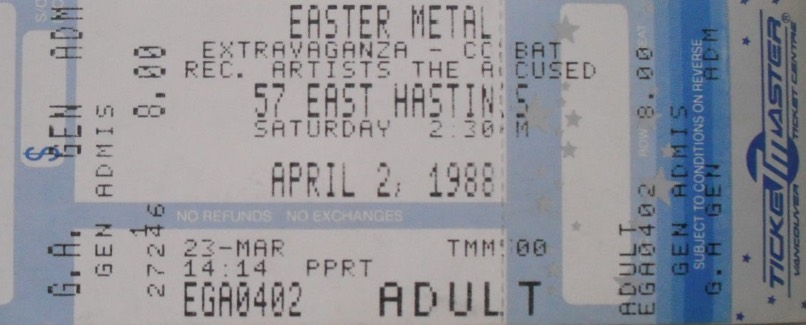 EASTER METAL
EXTRAVAGANZA - CC BAT
REC. ARTISTS THE A CUSED
57 EAST HASTIN S
SATURDAY 2:30 M
APRIL 2, 1988
NO REFUNDS NO EXCHANGES
23-MAR TMM 00
14:14 PPRT
EGA0402 ADULT
$
8.00
GEN ADM
GEN ADMIS
G.A.
27246
1
ROW
8.00
ADULT
EGA0402
GEN ADMIS
SUBJECT TO CONDITIONS ON REVERSE
ADM
G.A GEN
TICKETMASTER®
TICKET CENTRE
VANCOUVER